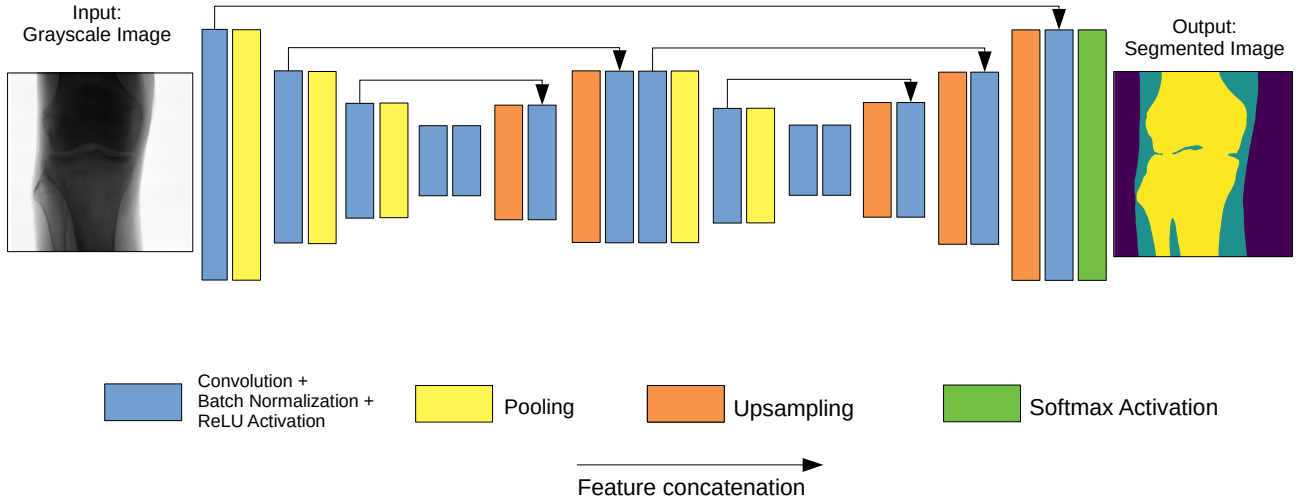 Input:
Grayscale Image
Output:
Segmented Image
Convolution +
Batch Normalization +
ReLU Activation
Pooling
Upsampling
Softmax Activation
Feature concatenation